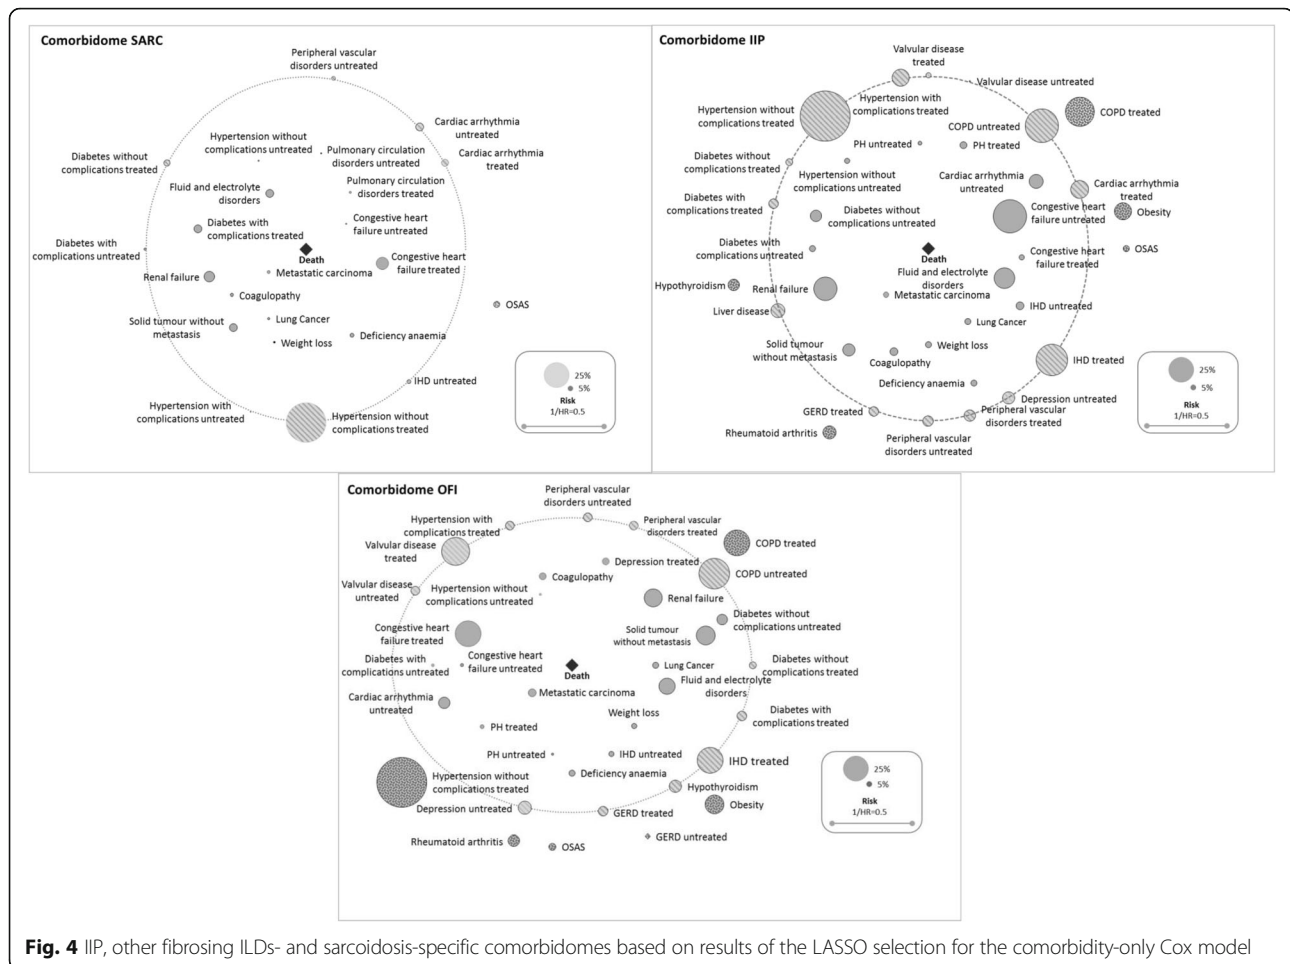 Comorbidome SARC
Peripheral vascular
disorders untreated
Cardiac arrhythmia
untreated
Hypertension without
complications untreated
Pulmonary circulation
disorders untreated
Cardiac arrhythmia
treated
Diabetes without
complications treated
Fluid and electrolyte
disorders
Pulmonary circulation
disorders treated
Diabetes with
complications treated
Congestive heart
failure untreated
Diabetes with
complications untreated
Death
Congestive heart
failure treated
Renal failure
Metastatic carcinoma
Coagulopathy
OSAS
Solid tumour without
metastasis
Lung Cancer
Weight loss
Deficiency anaemia
IHD untreated
Hypertension with
complications untreated
Hypertension without
complications treated
25%
5%
Risk
1/HR=0.5
Comorbidome IIP
Valvular disease
treated
Valvular disease untreated
Hypertension without
complications treated
Hypertension with
complications treated
COPD treated
COPD untreated
PH untreated
PH treated
Diabetes without
complications treated
Hypertension without
complications untreated
Cardiac arrhythmia
untreated
Cardiac arrhythmia
treated
Diabetes with
complications treated
Diabetes without
complications untreated
Congestive heart
failure untreated
Obesity
Diabetes with
complications untreated
Death
Congestive heart
failure treated
OSAS
Fluid and electrolyte
disorders
Hypothyroidism
Renal failure
Metastatic carcinoma
Liver disease
IHD untreated
Lung Cancer
Solid tumour
without metastasis
Weight loss
Coagulopathy
IHD treated
Deficiency anaemia
Depression untreated
GERD treated
Peripheral vascular
disorders treated
Rheumatoid arthritis
Peripheral vascular
disorders untreated
25%
5%
Risk
1/HR=0.5
Comorbidome OFI
Peripheral vascular
disorders untreated
Hypertension with
complications treated
Peripheral vascular
disorders treated
Valvular disease
treated
COPD treated
Depression treated
COPD untreated
Coagulopathy
Valvular disease
untreated
Hypertension without
complications untreated
Renal failure
Diabetes without
complications untreated
Congestive heart
failure treated
Solid tumour
without metastasis
Diabetes with
complications untreated
Congestive heart
failure untreated
Death
Lung Cancer
Diabetes without
complications treated
Fluid and electrolyte
disorders
Cardiac arrhythmia
untreated
Metastatic carcinoma
Weight loss
Diabetes with
complications treated
PH treated
PH untreated
IHD untreated
IHD treated
Deficiency anaemia
Hypertension without
complications treated
Hypothyroidism
Depression untreated
GERD treated
Obesity
Rheumatoid arthritis
OSAS
GERD untreated
25%
5%
Risk
1/HR=0.5
Fig. 4 IIP, other fibrosing ILDs- and sarcoidosis-specific comorbidomes based on results of the LASSO selection for the comorbidity-only Cox model